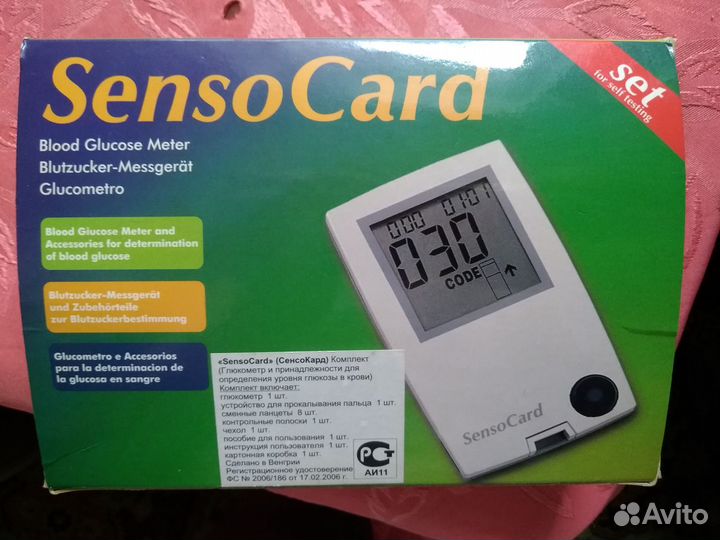 SensoCard
set
for self testing
Blood Glucose Meter
Blutzucker-Messgerät
Glucometro
Blood Glucose Meter and
Accessories for determination
of blood glucose
Blutzucker-Messgerät
und Zubehörteile
zur Blutzuckerbestimmung
Glucometro e Accesorios
para la determinacion de
la glucosa en sangre
000 0101
030
CODE
SensoCard
«SensoCard» (СенсоКард) Комплект
(Глюкометр и принадлежности для
определения уровня глюкозы в крови)
Комплект включает:
глюкометр 1 шт.
устройство для прокалывания пальца 1 шт.
сменные ланцеты 8 шт.
контрольные полоски 1 шт.
чехол 1 шт.
пособие для пользования 1 шт.
инструкция пользователя 1 шт.
картонная коробка 1 шт.
Сделано в Венгрии
Регистрационное удостоверение
ФС № 2006/186 от 17.02.2006 г.
РСТ
АИ11
Avito